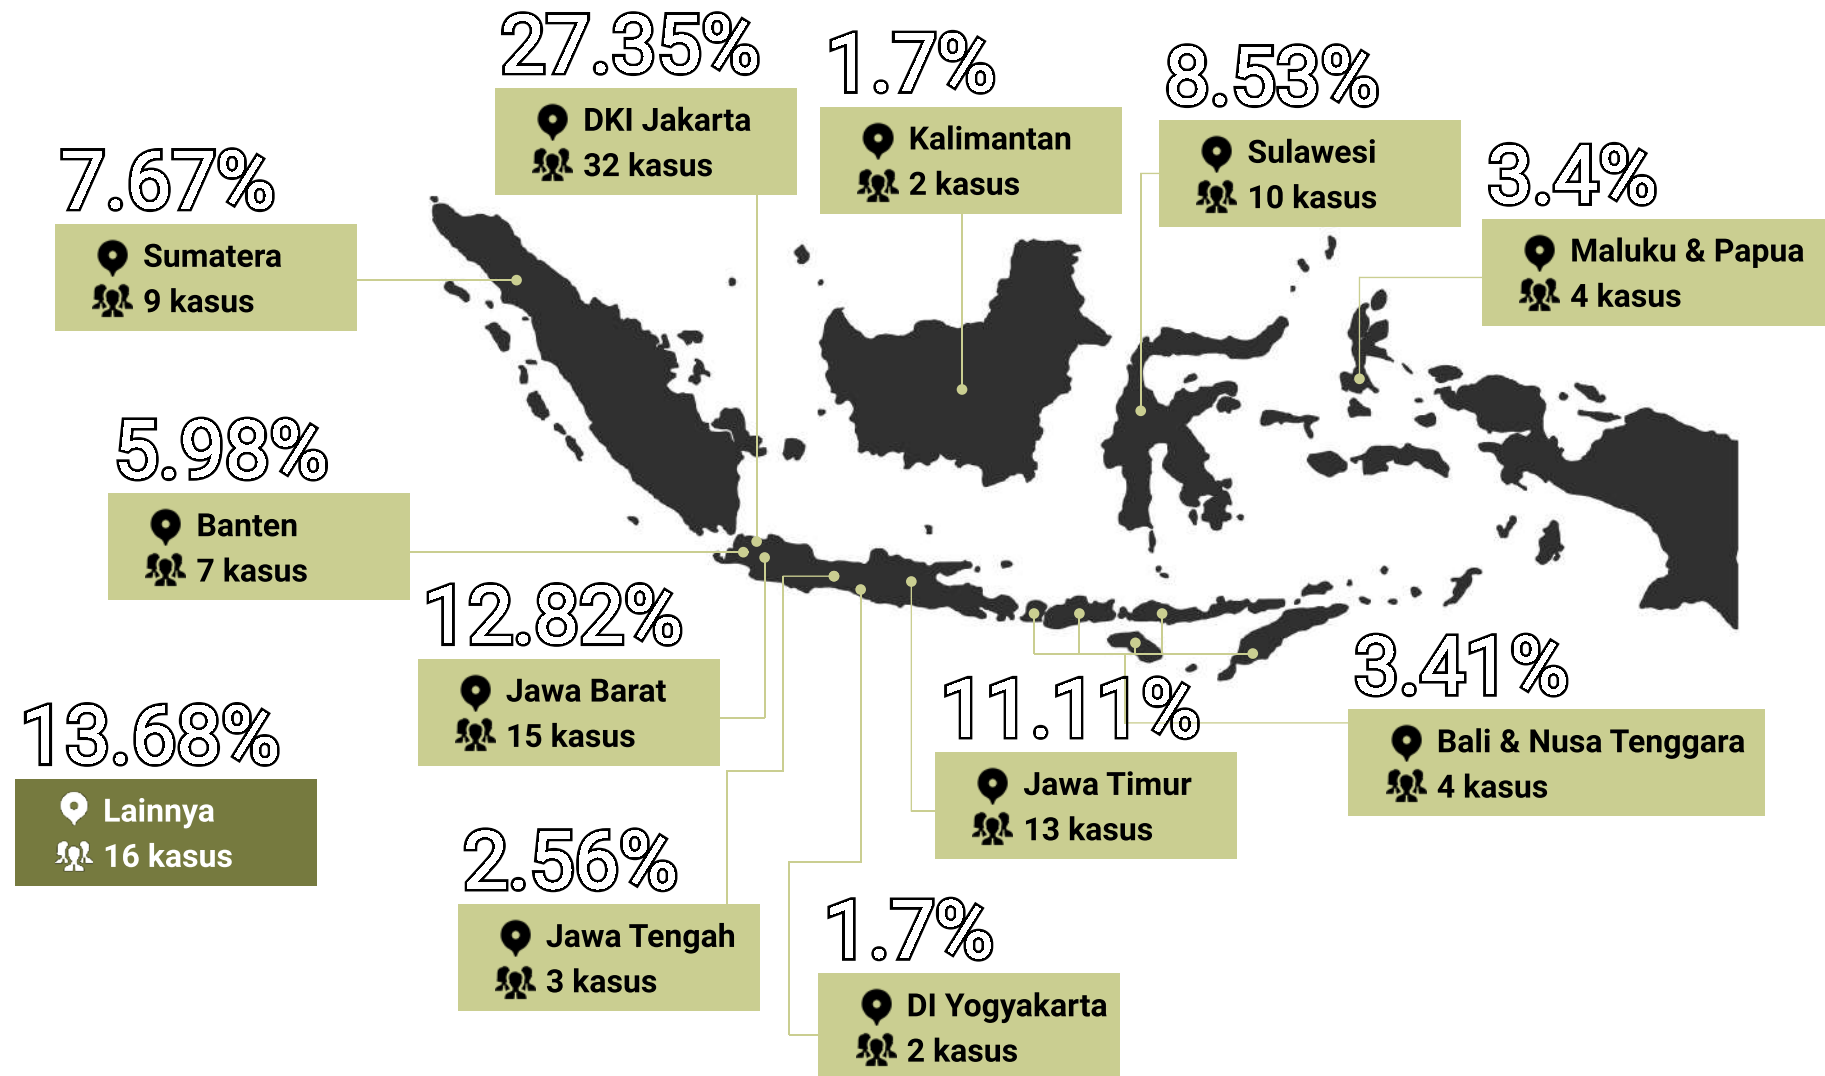 27.35%
DKI Jakarta
32 kasus
1.7%
Kalimantan
2 kasus
8.53%
Sulawesi
10 kasus
3.4%
Maluku & Papua
4 kasus
7.67%
Sumatera
9 kasus
5.98%
Banten
7 kasus
12.82%
Jawa Barat
15 kasus
13.68%
Lainnya
16 kasus
11.11%
Jawa Timur
13 kasus
3.41%
Bali & Nusa Tenggara
4 kasus
2.56%
Jawa Tengah
3 kasus
1.7%
DI Yogyakarta
2 kasus